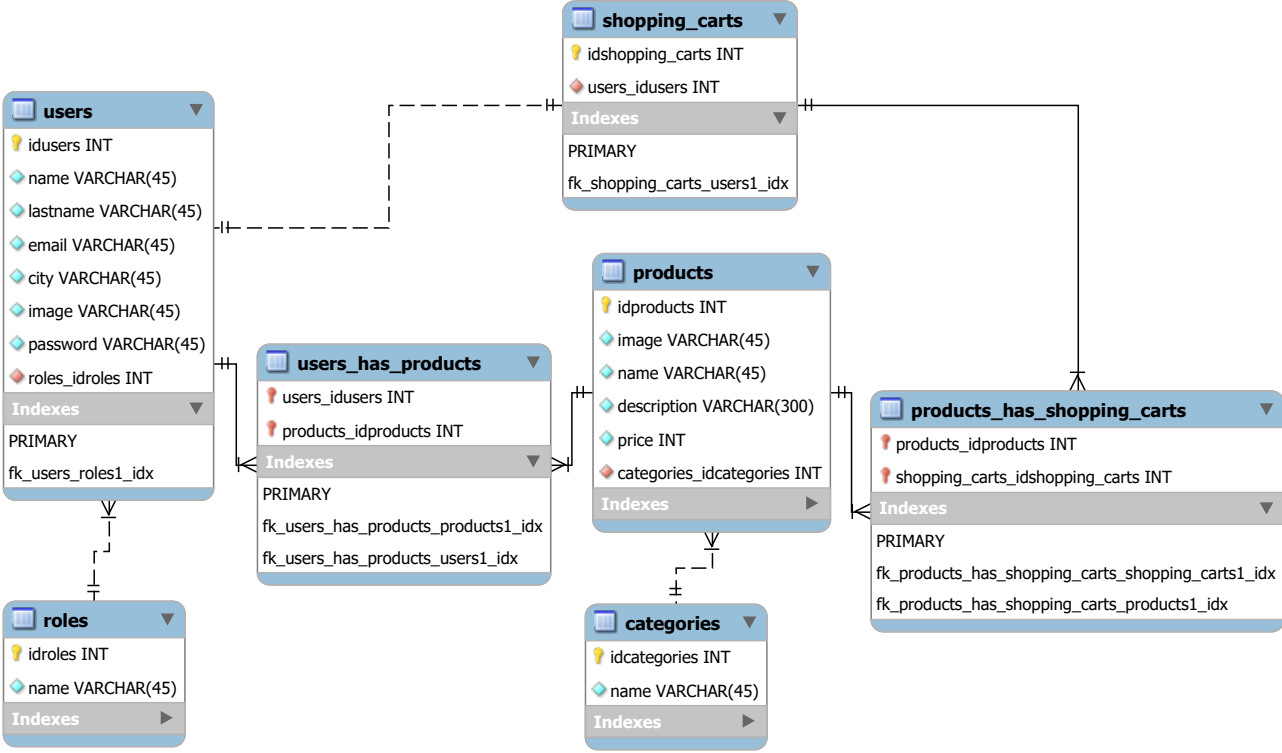 shopping_carts
idshopping_carts INT
users_idusers INT
Indexes
PRIMARY
fk_shopping_carts_users1_idx
users
idusers INT
name VARCHAR(45)
lastname VARCHAR(45)
email VARCHAR(45)
city VARCHAR(45)
image VARCHAR(45)
password VARCHAR(45)
roles_idroles INT
Indexes
PRIMARY
fk_users_roles1_idx
users_has_products
users_idusers INT
products_idproducts INT
Indexes
PRIMARY
fk_users_has_products_products1_idx
fk_users_has_products_users1_idx
products
idproducts INT
image VARCHAR(45)
name VARCHAR(45)
description VARCHAR(300)
price INT
categories_idcategories INT
Indexes
products_has_shopping_carts
products_idproducts INT
shopping_carts_idshopping_carts INT
Indexes
PRIMARY
fk_products_has_shopping_carts_shopping_carts1_idx
fk_products_has_shopping_carts_products1_idx
roles
idroles INT
name VARCHAR(45)
Indexes
categories
idcategories INT
name VARCHAR(45)
Indexes